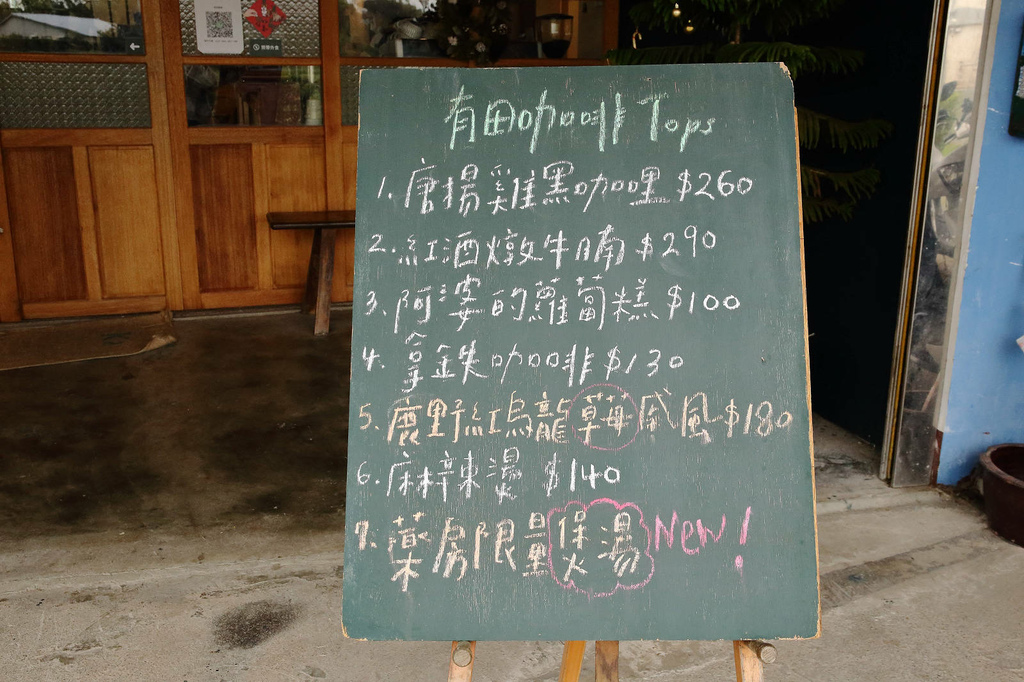 有田咖啡 Tops
1. 唐揚雞黑咖哩 $260
2. 紅酒燉牛腩 $290
3. 阿婆的蘿蔔糕 $100
4. 拿鉄咖啡 $130
5. 鹿野紅烏龍草莓戚風 $180
6. 麻辣燙 $140
7. 藥房限量煲湯 New!